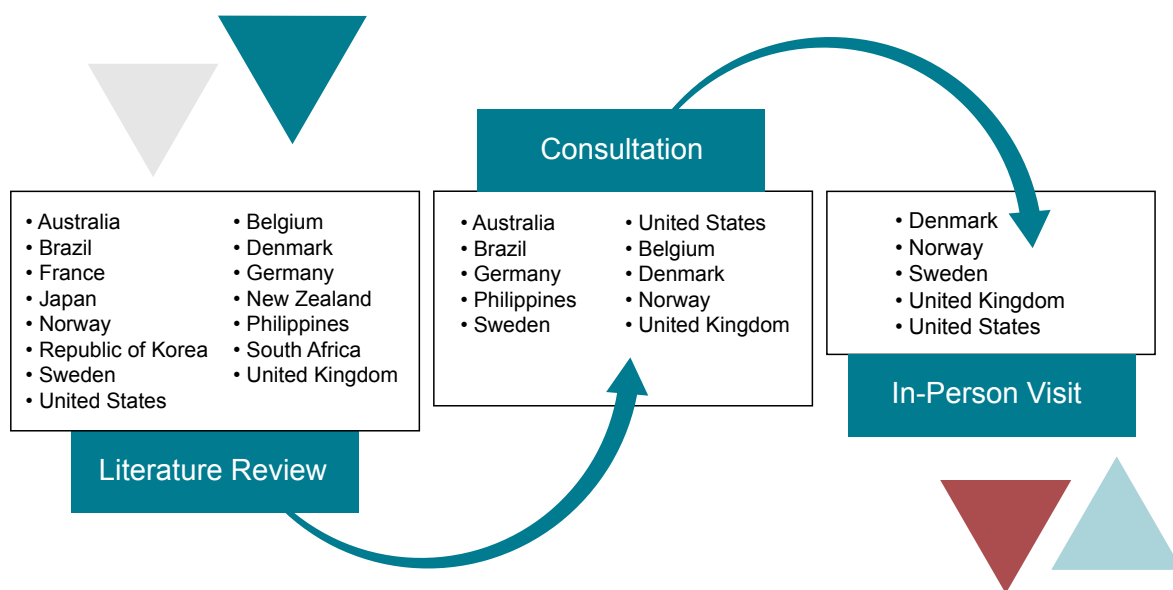 • Australia
• Brazil
• France
• Japan
• Norway
• Republic of Korea
• Sweden
• United States
• Belgium
• Denmark
• Germany
• New Zealand
• Philippines
• South Africa
• United Kingdom
Literature Review
Consultation
• Australia
• Brazil
• Germany
• Philippines
• Sweden
• United States
• Belgium
• Denmark
• Norway
• United Kingdom
• Denmark
• Norway
• Sweden
• United Kingdom
• United States
In-Person Visit